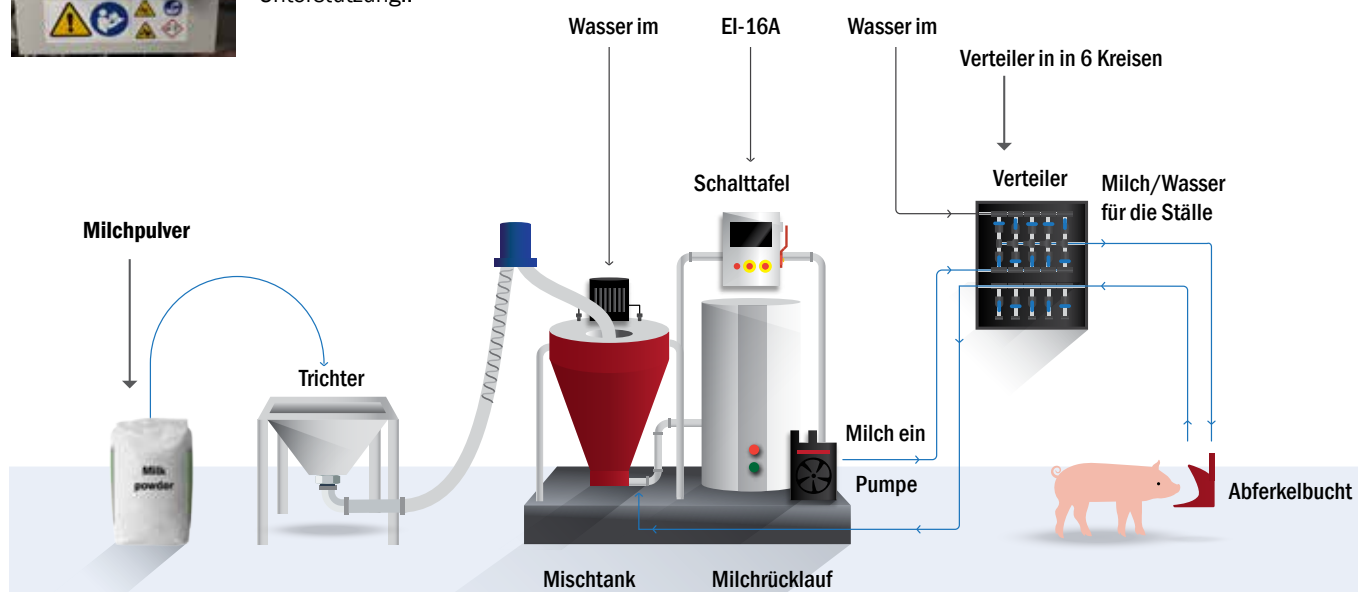 Unterstützung..
Wasser im
EI-16A
Wasser im
Verteiler in in 6 Kreisen
Schalttafel
Verteiler
Milch/Wasser
für die Ställe
Milchpulver
Trichter
Milk
powder
Milch ein
Pumpe
Abferkelbucht
Mischtank
Milchrücklauf